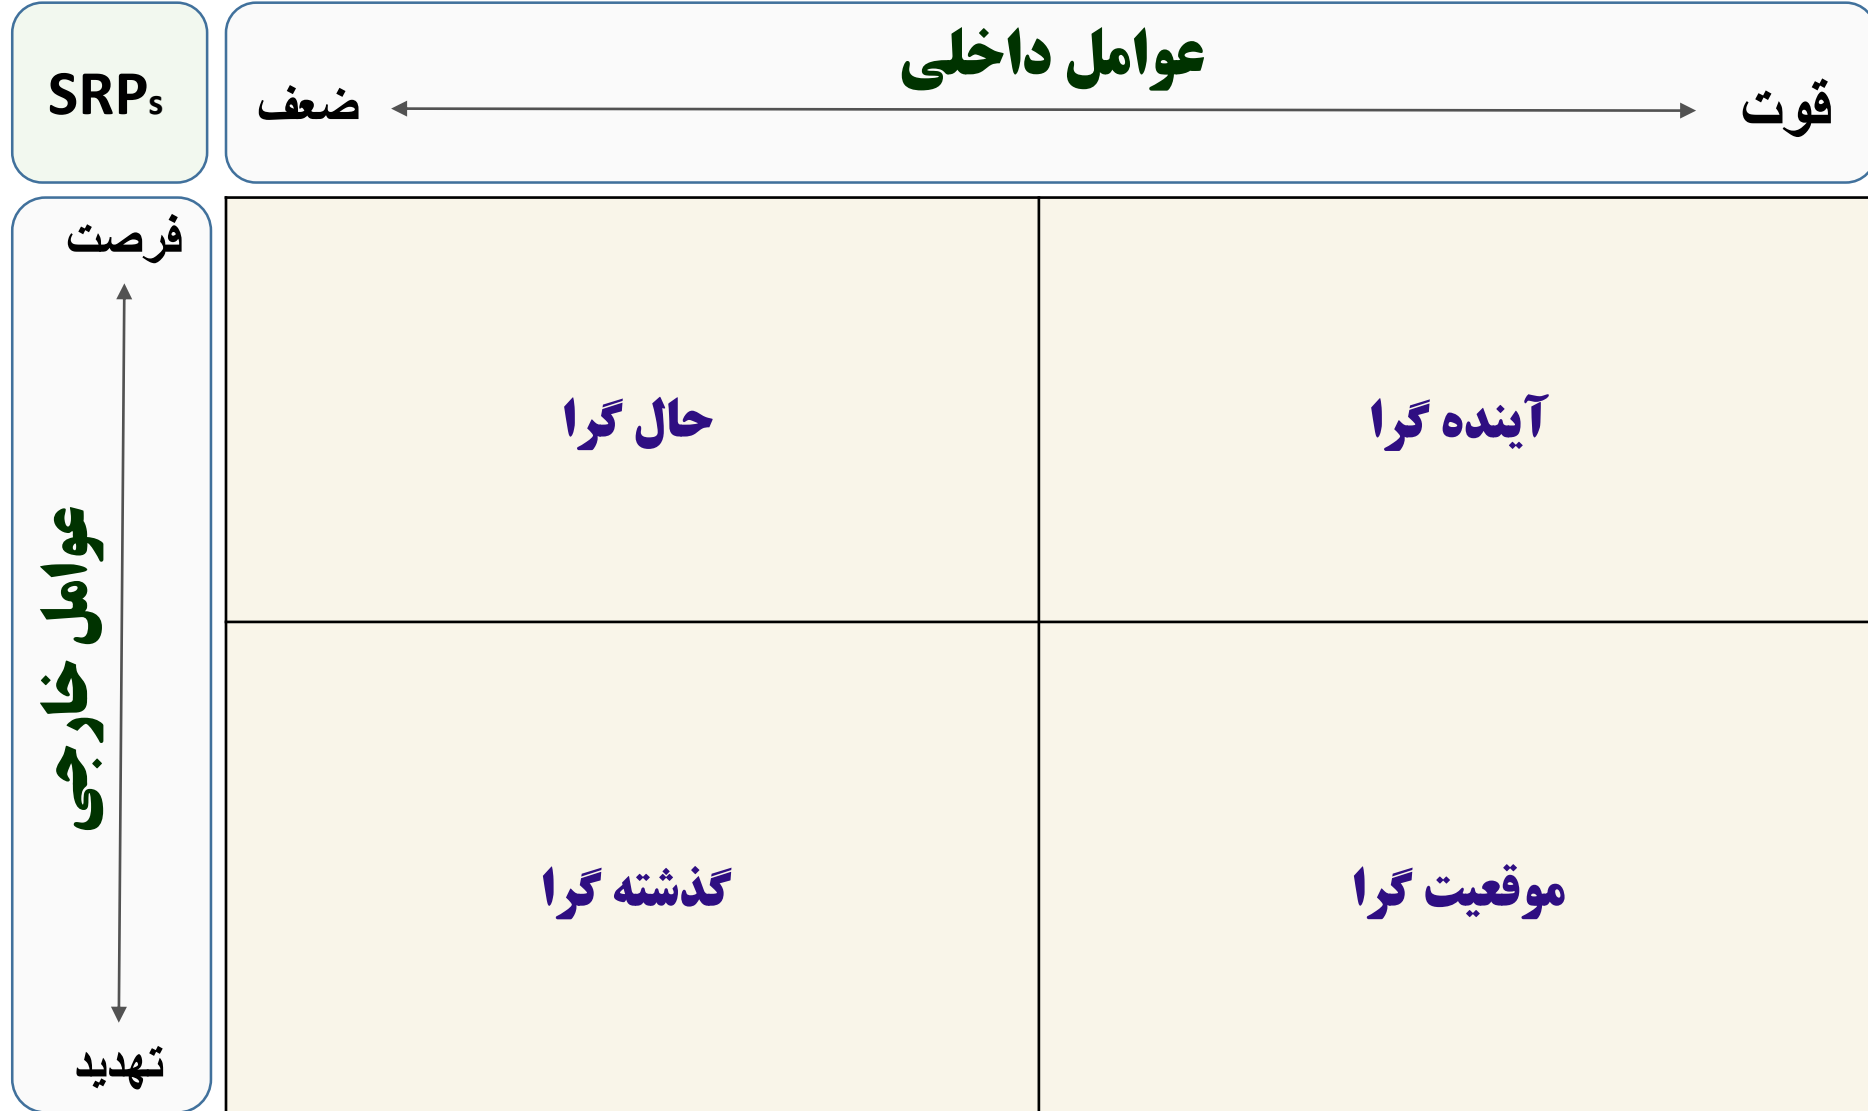 SRPs
عوامل داخلی
قوت
ضعف
فرصت
عوامل خارجی
تهدید
آینده گرا
حال گرا
موقعیت گرا
گذشته گرا